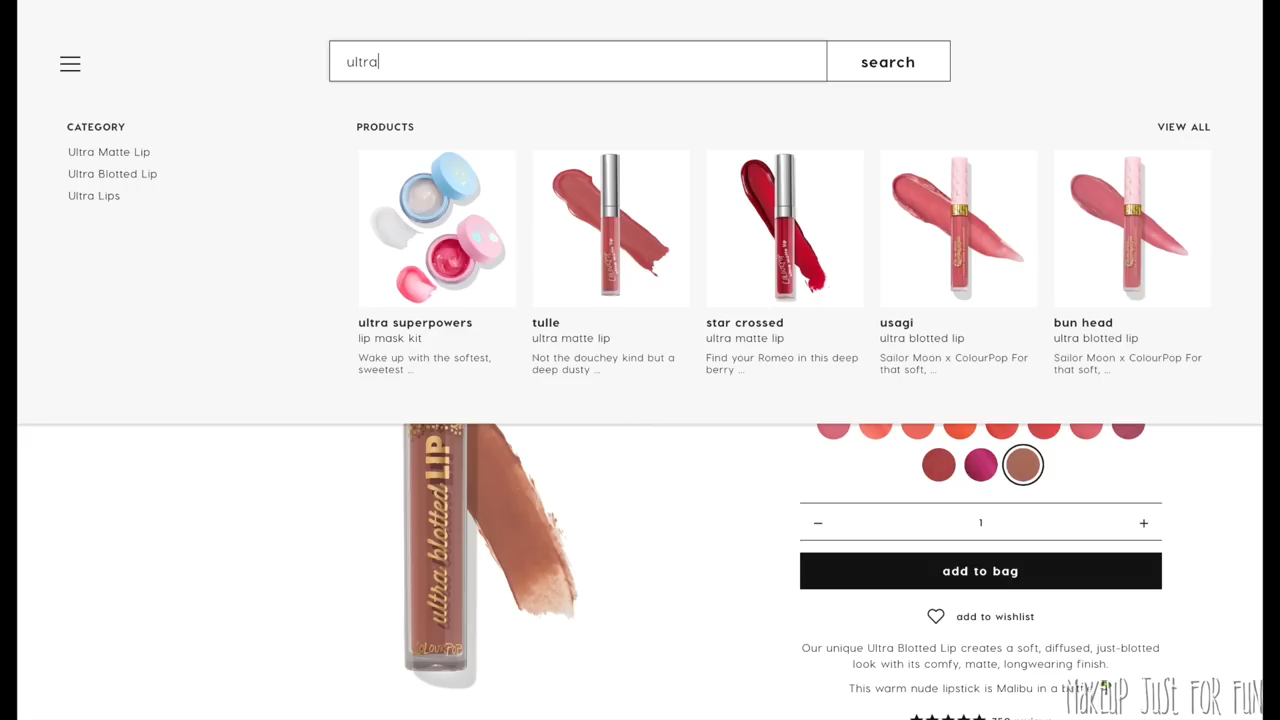 ultra
search
CATEGORY
Ultra Matte Lip
Ultra Blotted Lip
Ultra Lips
PRODUCTS
VIEW ALL
ultra superpowers
lip mask kit
Wake up with the softest,
sweetest ...
tulle
ultra matte lip
Not the douchey kind but a
deep dusty ...
star crossed
ultra matte lip
Find your Romeo in this deep
berry ...
usagi
ultra blotted lip
Sailor Moon x ColourPop For
that soft, ...
bun head
ultra blotted lip
Sailor Moon x ColourPop For
that soft, ...
ultra blotted LIP
COLOURPOP
1
add to bag
add to wishlist
Our unique Ultra Blotted Lip creates a soft, diffused, just-blotted
look with its comfy, matte, longwearing finish.
This warm nude lipstick is Malibu in a
MAKEUP JUST FOR FUN